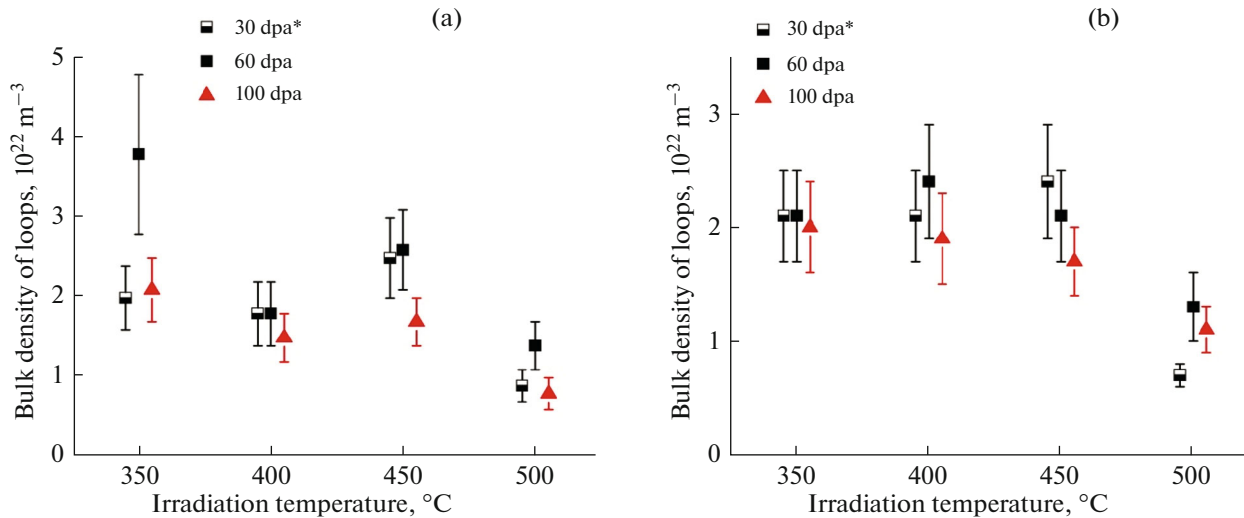 (a)
30 dpa*
60 dpa
100 dpa
Bulk density of loops, 10²² m⁻³
5
4
3
2
1
0
350 400 450 500
Irradiation temperature, °C
(b)
30 dpa*
60 dpa
100 dpa
Bulk density of loops, 10²² m⁻³
3
2
1
0
350 400 450 500
Irradiation temperature, °C